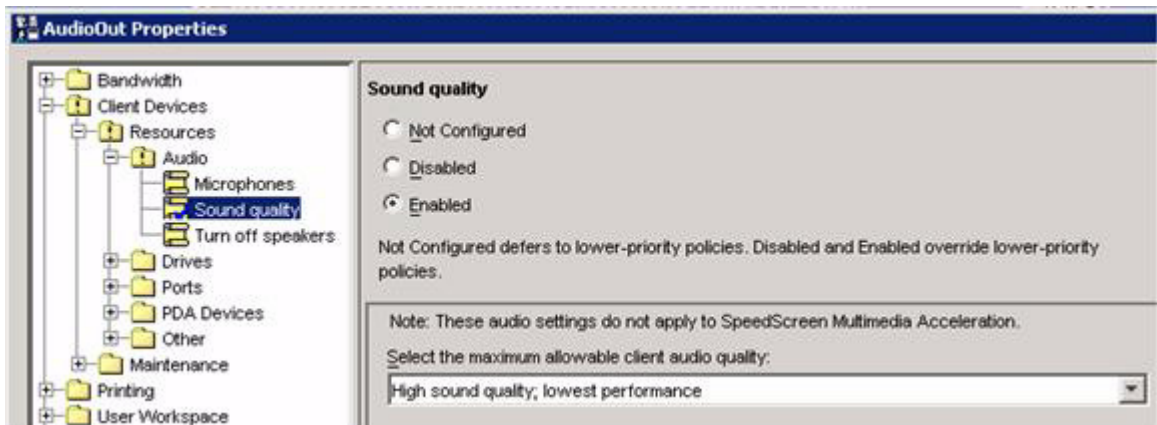 AudioOut Properties
Bandwidth
Client Devices
Resources
Audio
Microphones
Sound quality
Turn off speakers
Drives
Ports
PDA Devices
Other
Maintenance
Printing
User Workspace
Sound quality
Not Configured
Disabled
Enabled
Not Configured defers to lower-priority policies. Disabled and Enabled override lower-priority
policies.
Note: These audio settings do not apply to SpeedScreen Multimedia Acceleration.
Select the maximum allowable client audio quality:
High sound quality; lowest performance